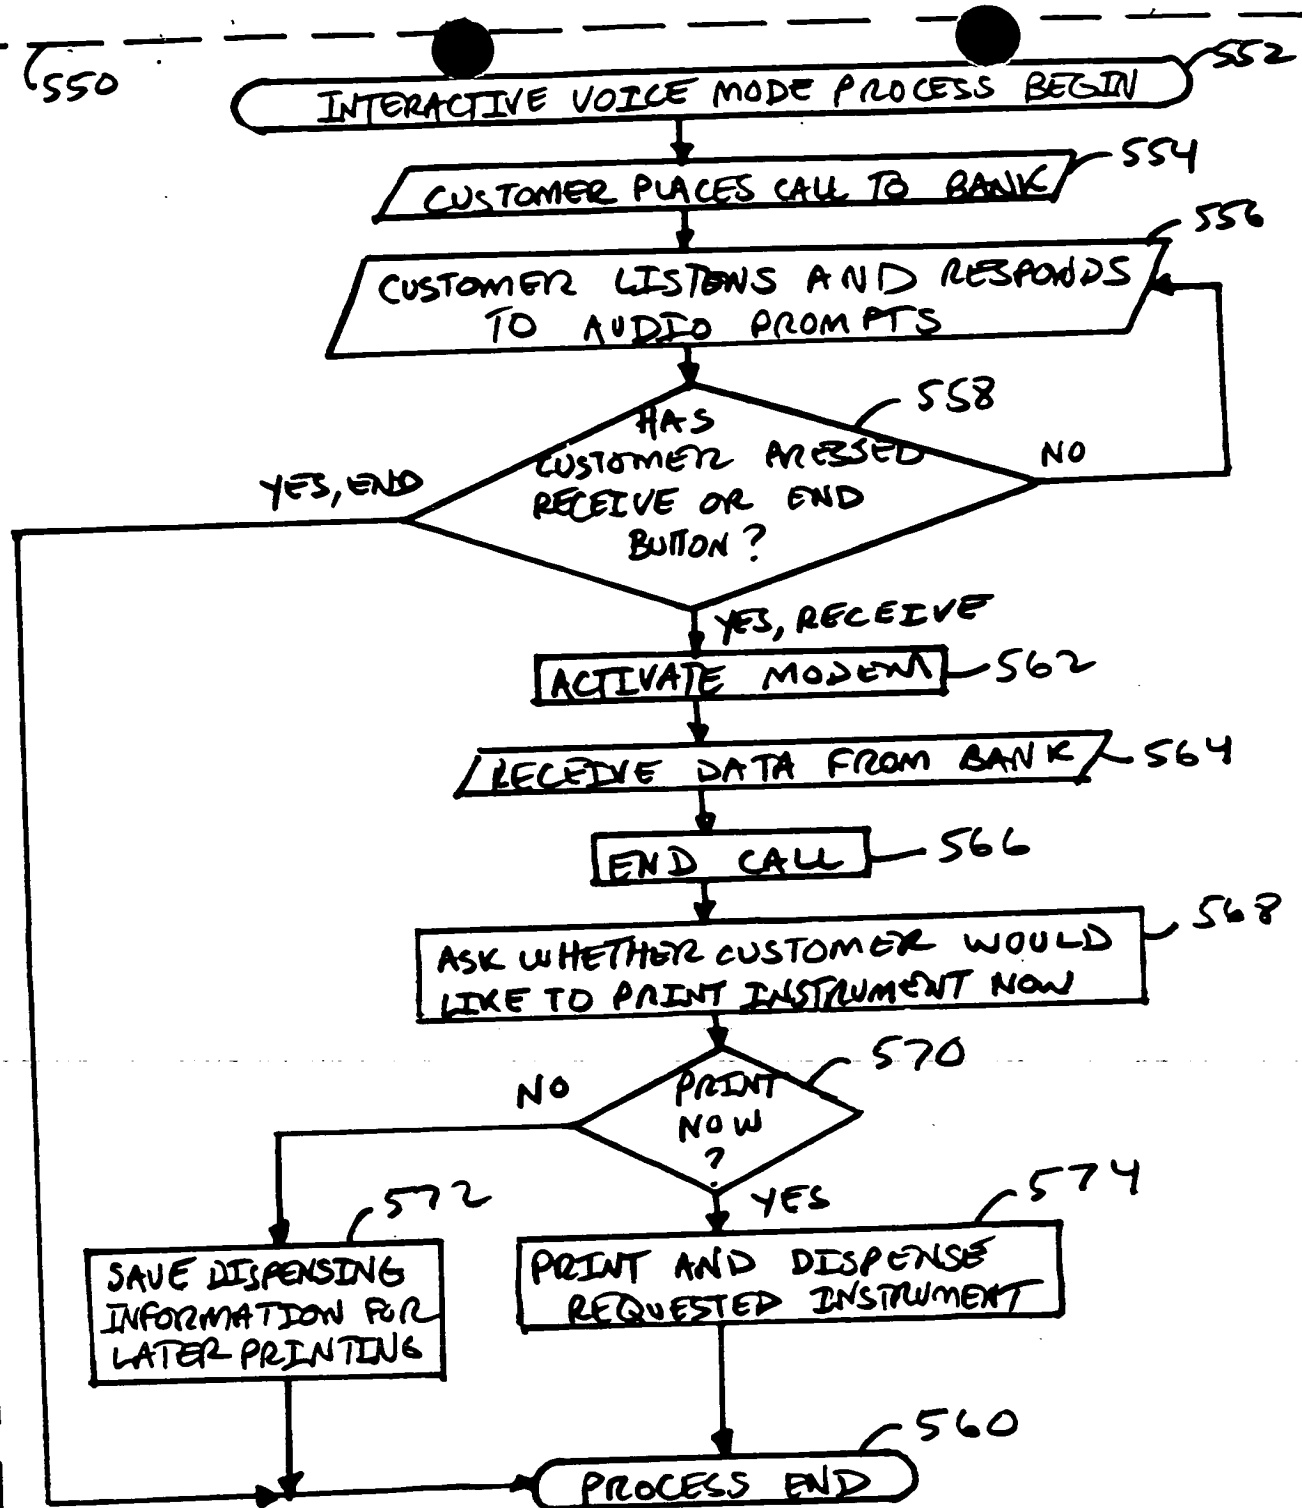 550
552
INTERACTIVE VOICE MODE PROCESS BEGIN
554
CUSTOMER PLACES CALL TO BANK
556
CUSTOMER LISTENS AND RESPONDS
TO AUDIO PROMPTS
558
HAS
CUSTOMER PRESSED
RECEIVE OR END
BUTTON?
YES, END
NO
YES, RECEIVE
ACTIVATE MODEM
562
RECEIVE DATA FROM BANK
564
END CALL
566
568
ASK WHETHER CUSTOMER WOULD
LIKE TO PRINT INSTRUMENT NOW
570
NO
PRINT
NOW
?
YES
572
574
SAVE DISPENSING
INFORMATION FOR
LATER PRINTING
PRINT AND DISPENSE
REQUESTED INSTRUMENT
560
PROCESS END